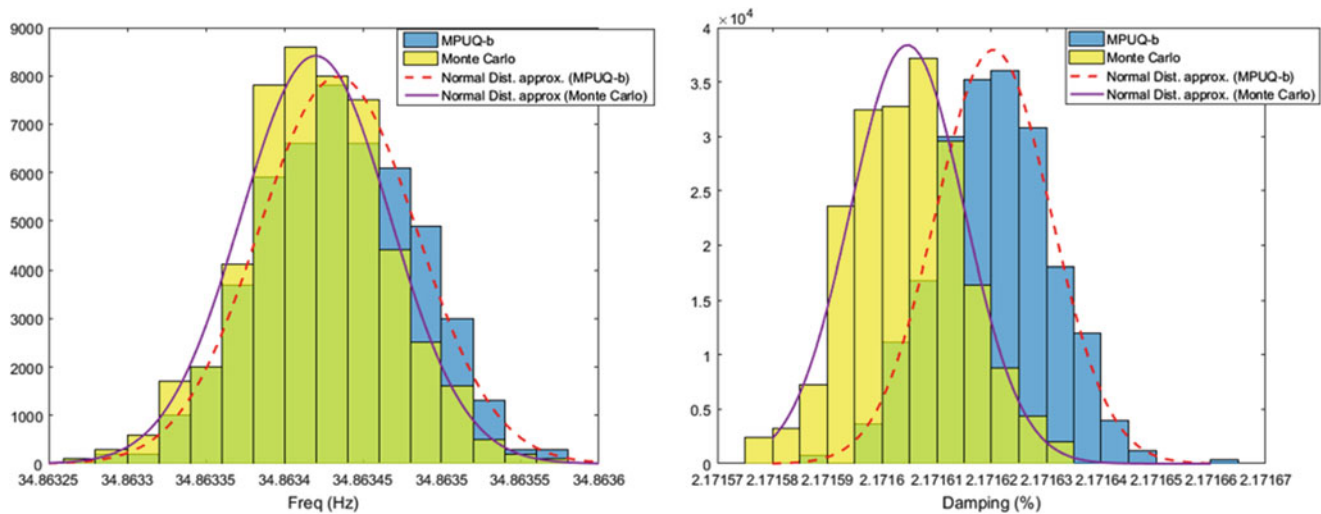 9000
8000
7000
6000
5000
4000
3000
2000
1000
0
34.86325 34.8633 34.86335 34.8634 34.86345 34.8635 34.86355 34.8636
Freq (Hz)
MPUQ-b
Monte Carlo
Normal Dist. approx. (MPUQ-b)
Normal Dist. approx (Monte Carlo)
×10⁴
4
3.5
3
2.5
2
1.5
1
0.5
0
2.17157 2.17158 2.17159 2.1716 2.17161 2.17162 2.17163 2.17164 2.17165 2.17166 2.17167
Damping (%)
MPUQ-b
Monte Carlo
Normal Dist. approx. (MPUQ-b)
Normal Dist. approx. (Monte Carlo)